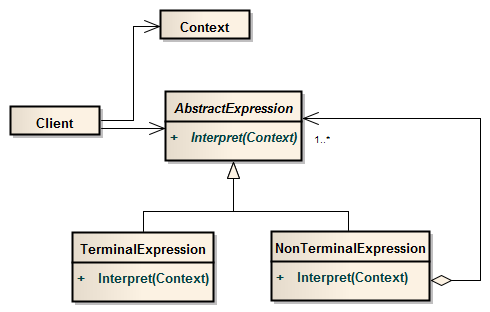 Context
AbstractExpression
Client
+ Interpret(Context)
1..*
TerminalExpression
NonTerminalExpression
+ Interpret(Context)
+ Interpret(Context)